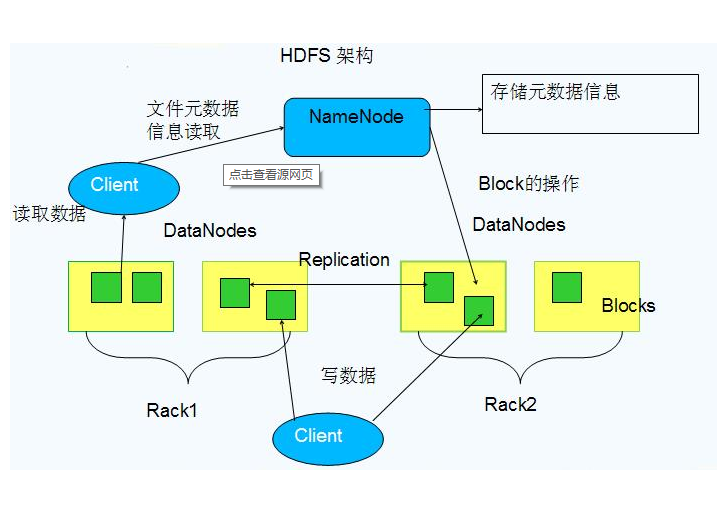 HDFS 架构
存储元数据信息
文件元数据
信息读取
NameNode
点击查看源网页
Client
Block的操作
读取数据
DataNodes
DataNodes
Replication
Blocks
写数据
Rack1
Rack2
Client